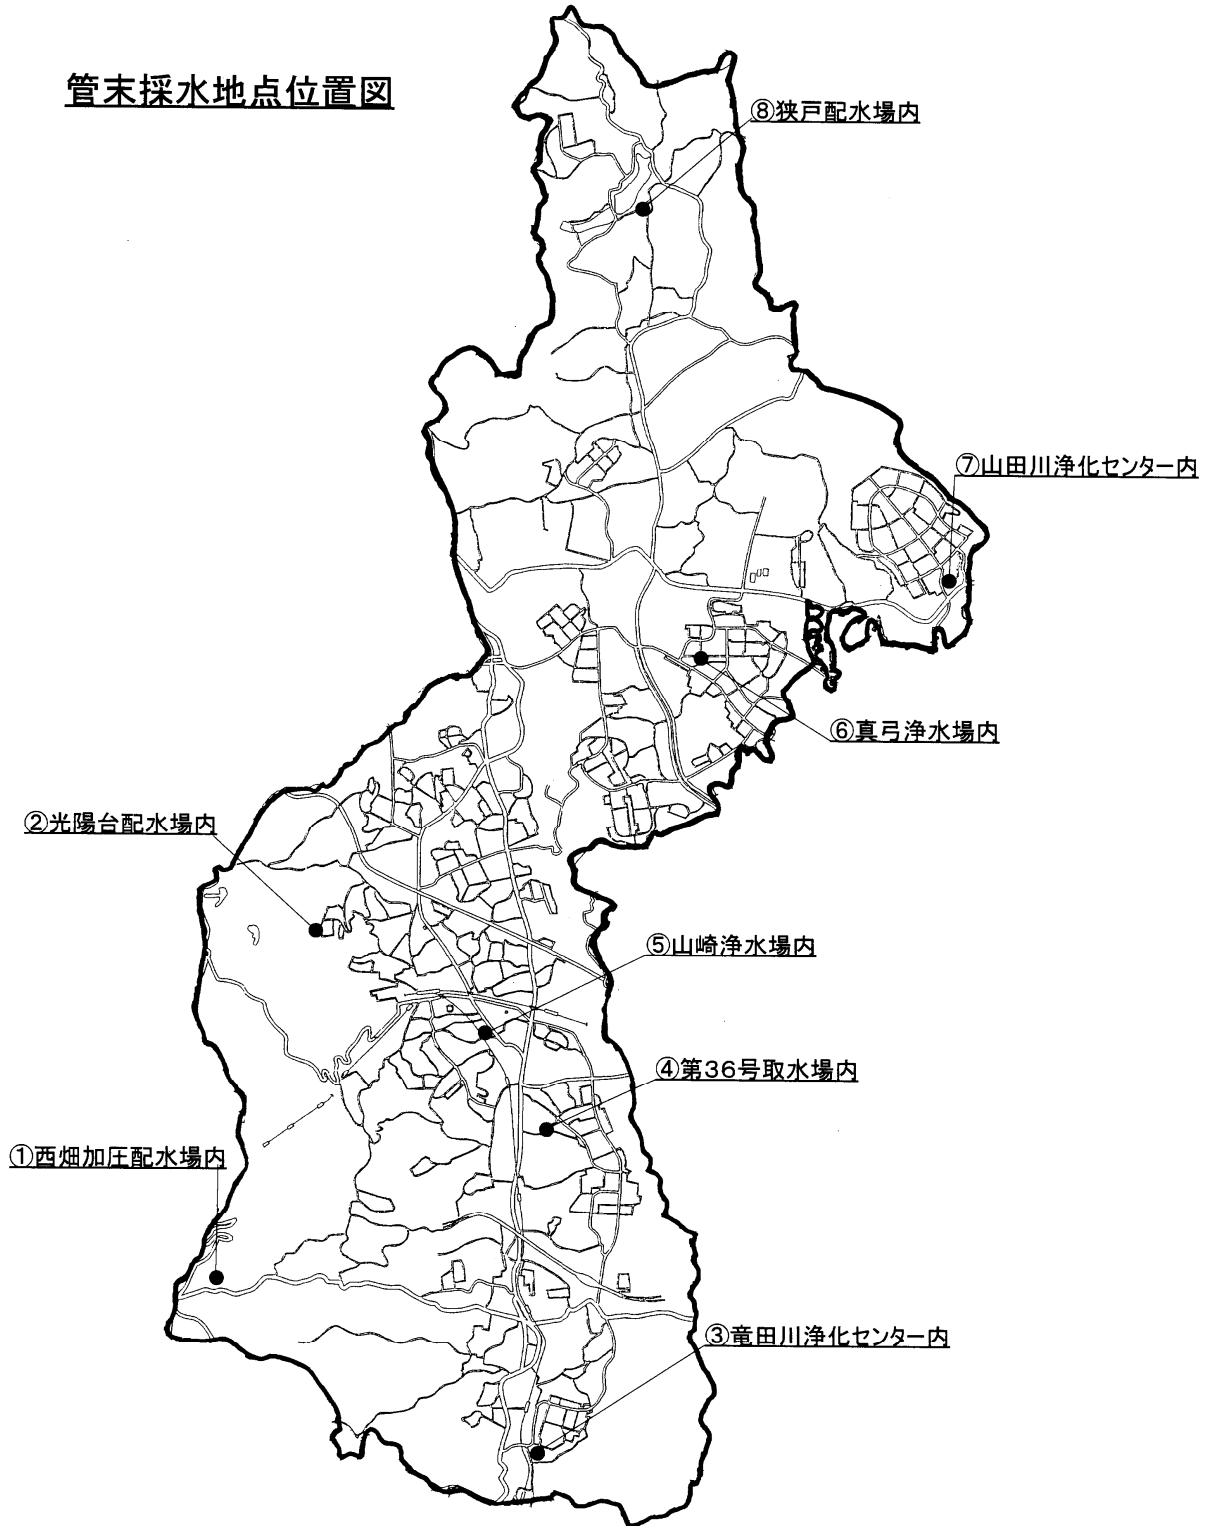 管末採水地点位置図
⑧狭戸配水場内
⑦山田川浄化センター内
⑥真弓浄水場内
②光陽台配水場内
⑤山崎浄水場内
④第36号取水場内
①西畑加圧配水場内
③竜田川浄化センター内